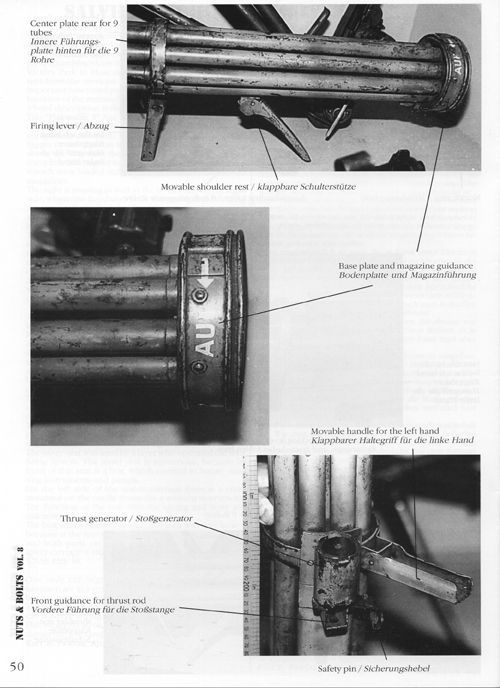 Center plate rear for 9
tubes
Innere Führungs-
platte hinten für die 9
Rohre
AU
Firing lever / Abzug
Movable shoulder rest / klappbare Schulterstütze
Base plate and magazine guidance
Bodenplatte und Magazinführung
AU
Movable handle for the left hand
Klappbarer Haltegriff für die linke Hand
Thrust generator / Stoßgenerator
200
Front guidance for thrust rod
Vordere Führung für die Stoßstange
Safety pin / Sicherungshebel
NUTS & BOLTS VOL. 8
50